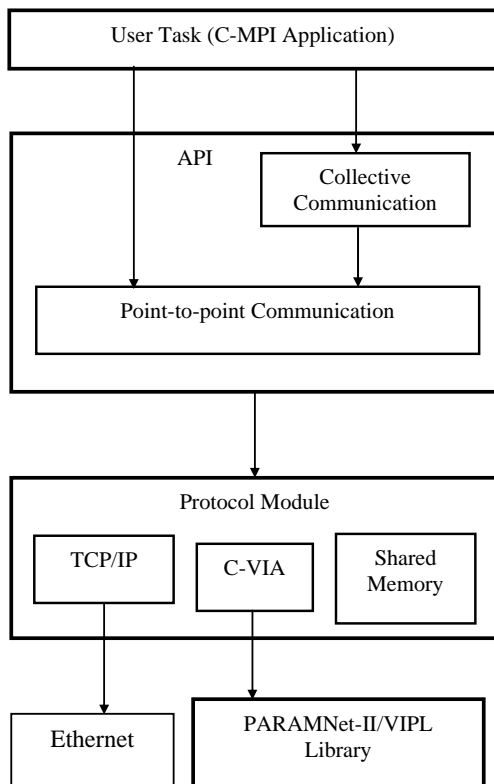 User Task (C-MPI Application)
API
Collective
Communication
Point-to-point Communication
Protocol Module
TCP/IP
C-VIA
Shared
Memory
Ethernet
PARAMNet-II/VIPL
Library